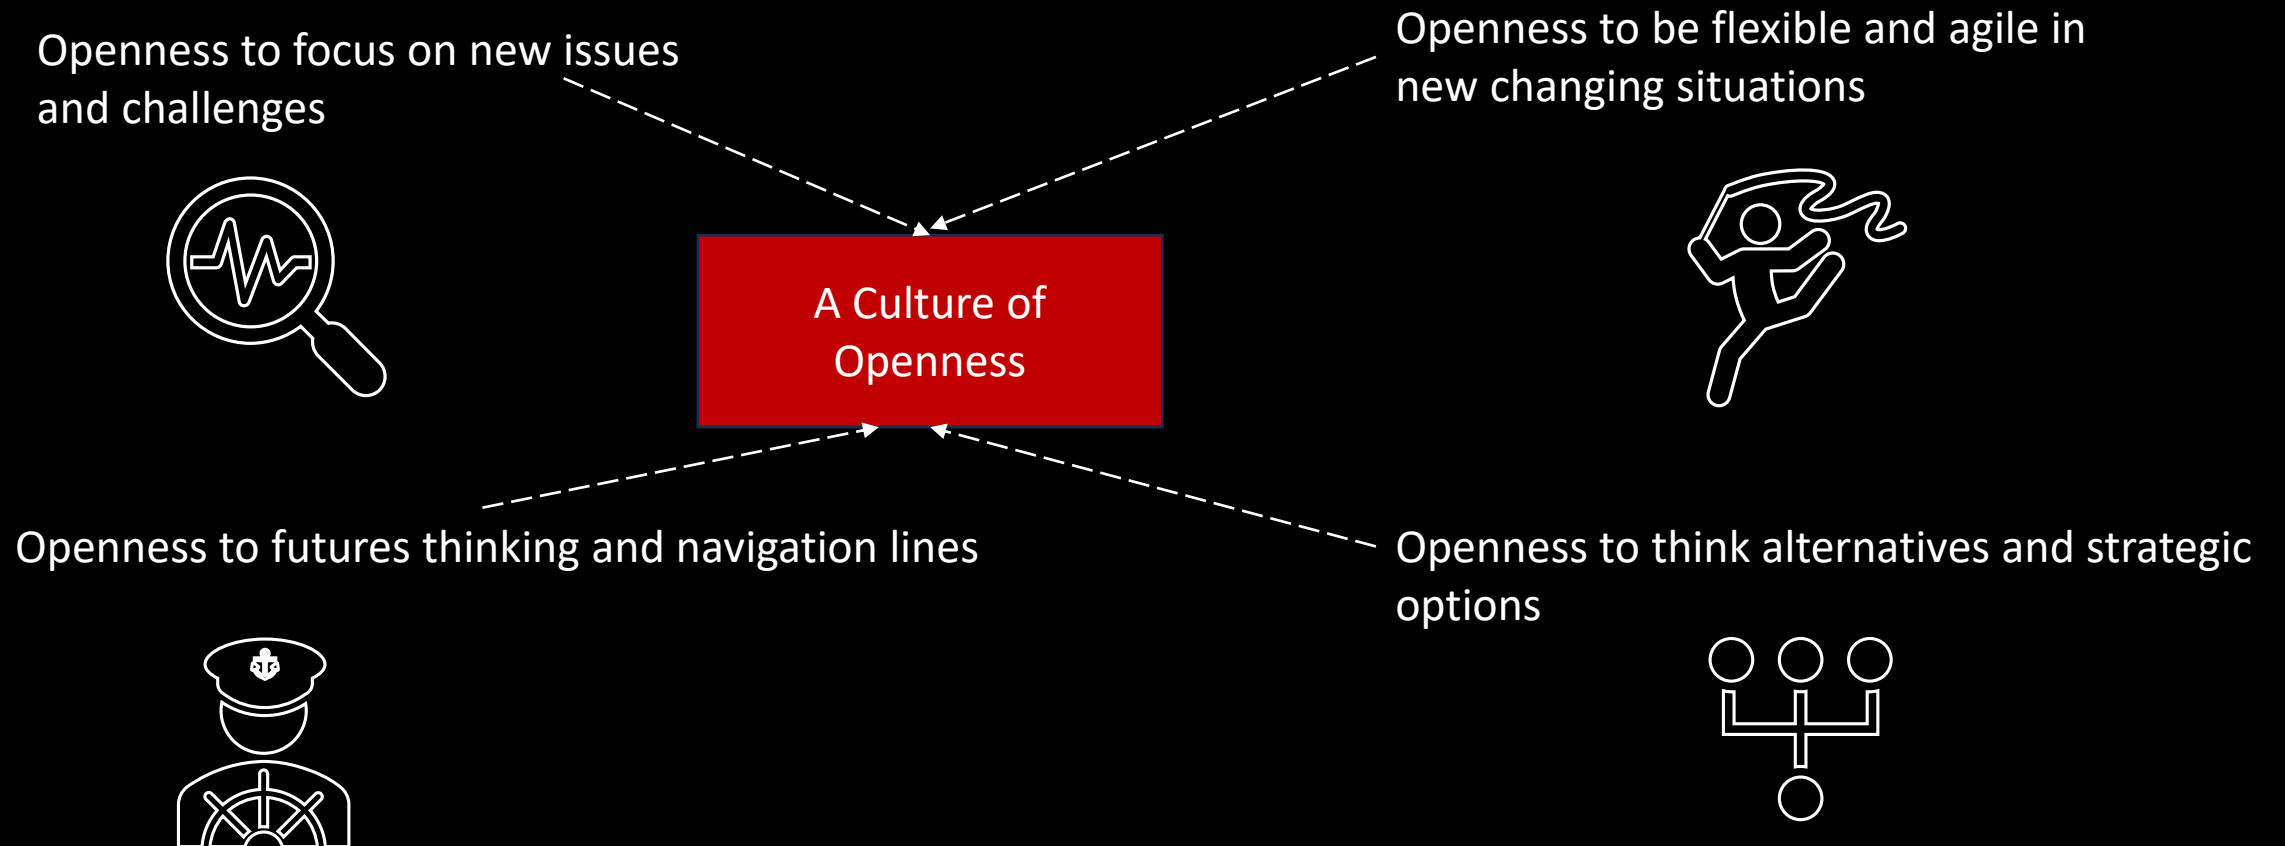 Openness to focus on new issues
and challenges
Openness to be flexible and agile in
new changing situations
A Culture of
Openness
Openness to futures thinking and navigation lines
Openness to think alternatives and strategic
options